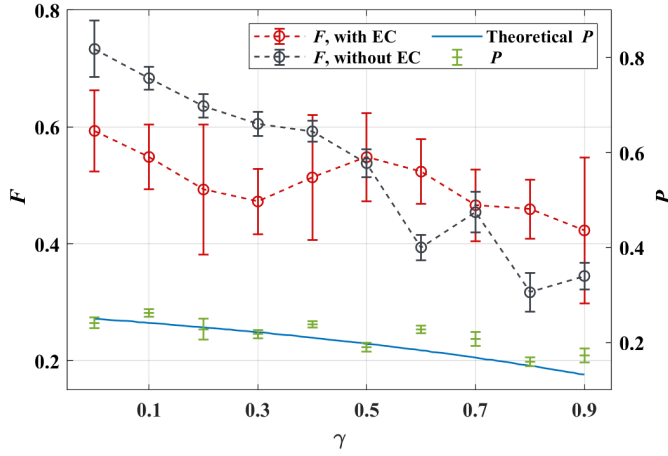 F, with EC
F, without EC
Theoretical P
P
0.8
0.6
0.4
0.2
F
0.8
0.6
0.4
0.2
P
0.1 0.3 0.5 0.7 0.9
γ